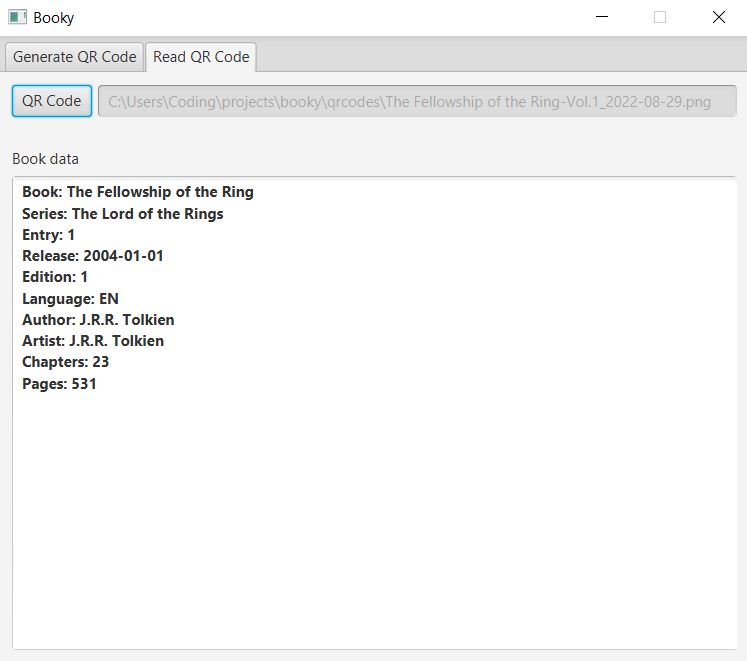 Booky
Generate QR Code Read QR Code
QR Code C:\Users\Coding\projects\booky\qrcodes\The Fellowship of the Ring-Vol.1_2022-08-29.png
Book data
Book: The Fellowship of the Ring
Series: The Lord of the Rings
Entry: 1
Release: 2004-01-01
Edition: 1
Language: EN
Author: J.R.R. Tolkien
Artist: J.R.R. Tolkien
Chapters: 23
Pages: 531